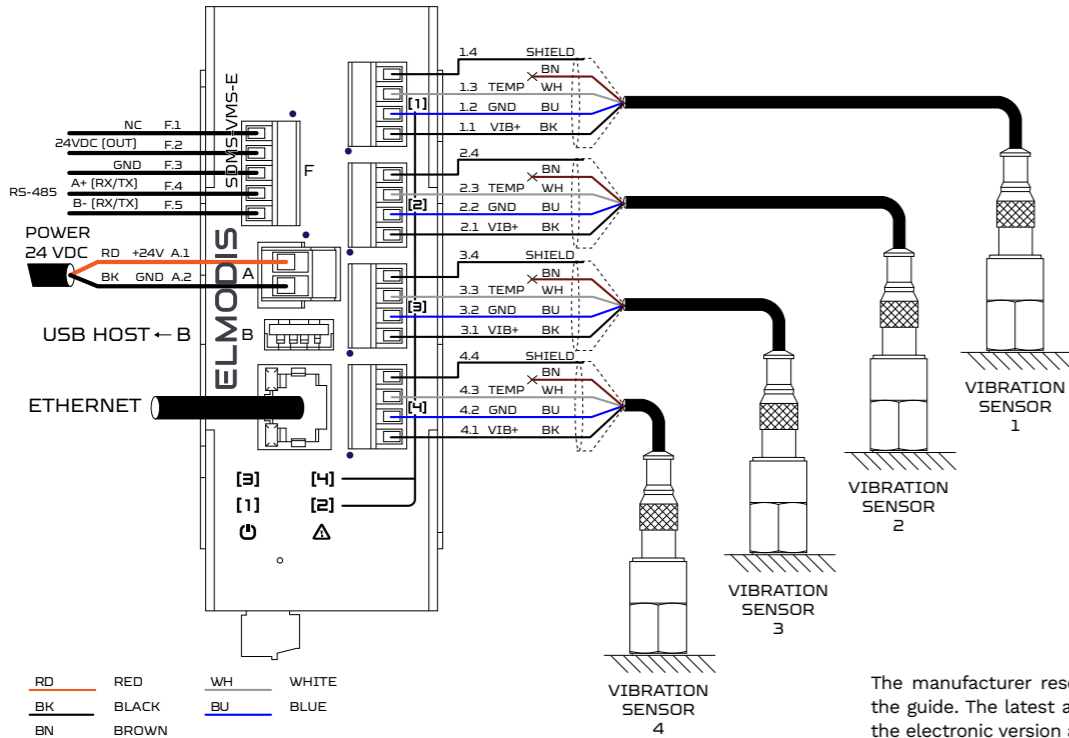 NC F.1
24VDC (OUT) F.2
GND F.3
RS-485
A+ (RX/TX) F.4
B- (RX/TX) F.5
F
SDMS-VMS-E
ELMODIS
POWER
24 VDC
RD +24V A.1
BK GND A.2
A
USB HOST ← B
B
ETHERNET
[1]
1.4 SHIELD
BN
1.3 TEMP WH
1.2 GND BU
1.1 VIB+ BK
[2]
2.4
BN
2.3 TEMP WH
2.2 GND BU
2.1 VIB+ BK
[3]
3.4 SHIELD
BN
3.3 TEMP WH
3.2 GND BU
3.1 VIB+ BK
[4]
4.4 SHIELD
BN
4.3 TEMP WH
4.2 GND BU
4.1 VIB+ BK
[3] [4]
[1] [2]
VIBRATION
SENSOR
1
VIBRATION
SENSOR
2
VIBRATION
SENSOR
3
VIBRATION
SENSOR
4
RD RED WH WHITE
BK BLACK BU BLUE
BN BROWN
The manufacturer rese
the guide. The latest a
the electronic version a